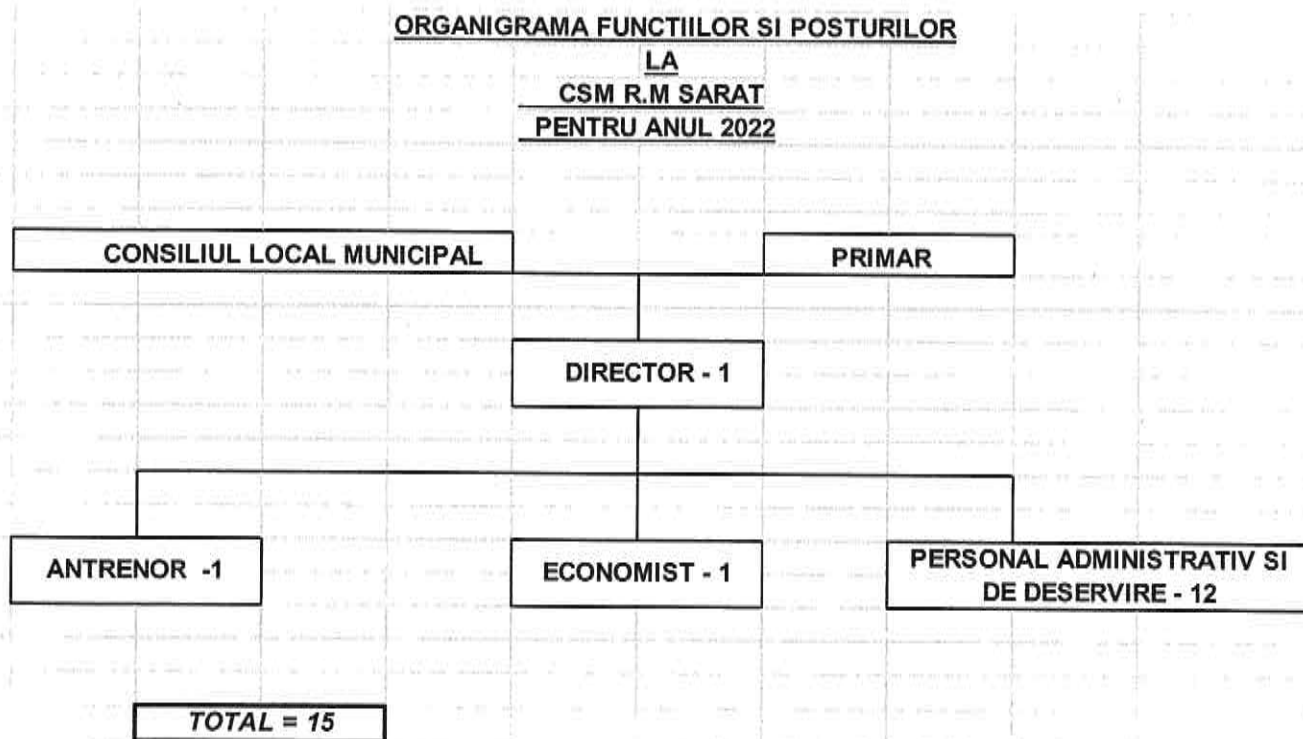 ORGANIGRAMA FUNCTIILOR SI POSTURILOR
LA
CSM R.M SARAT
PENTRU ANUL 2022
CONSILIUL LOCAL MUNICIPAL
PRIMAR
DIRECTOR - 1
ANTRENOR -1
ECONOMIST - 1
PERSONAL ADMINISTRATIV SI
DE DESERVIRE - 12
TOTAL = 15